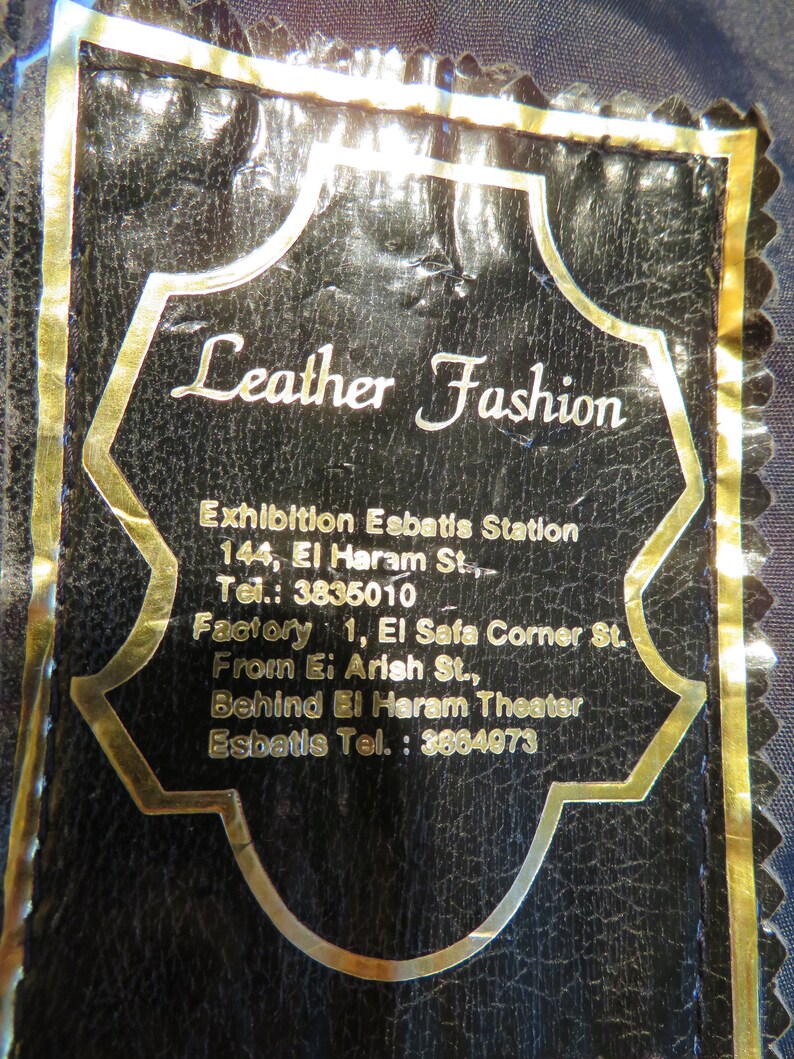 Leather Fashion
Exhibition Esbatis Station
144, El Haram St.,
Tel.: 3835010
Factory 1, El Safa Corner St.
From El Arish St.,
Behind El Haram Theater
Esbatis Tel. : 3864973